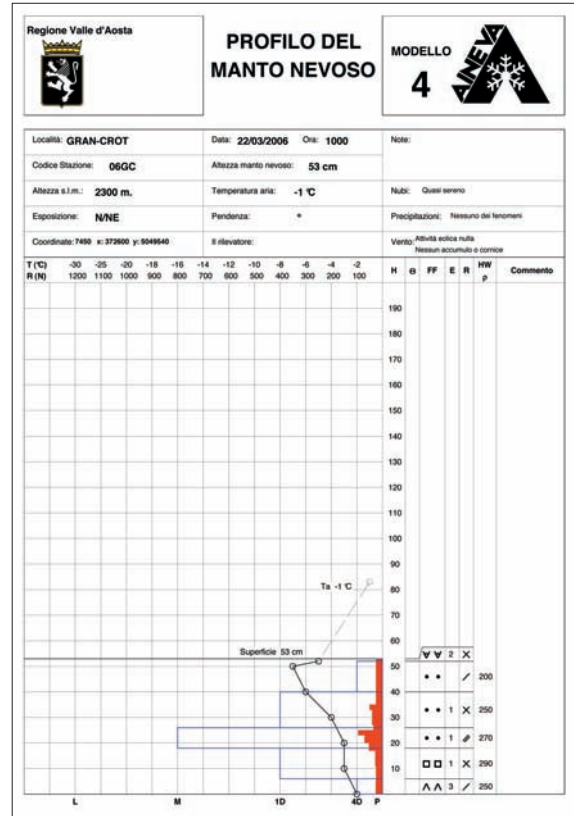 Regione Valle d'Aosta
PROFILO DEL
MANTO NEVOSO
MODELLO
4
AINEVA
Località: GRAN-CROT
Data: 22/03/2006 Ora: 1000
Note:
Codice Stazione: 06GC
Altezza manto nevoso: 53 cm
Altezza s.l.m.: 2300 m.
Temperatura aria: -1 °C
Nubi: Quasi sereno
Esposizione: N/NE
Pendenza: °
Precipitazioni: Nessuno dei fenomeni
Coordinate: 7450 x: 372600 y: 5049540
Il rilevatore:
Vento: Attività eolica nulla
Nessun accumulo o cornice
T (°C) -30 -25 -20 -18 -16 -14 -12 -10 -8 -6 -4 -2
R (N) 1200 1100 1000 900 800 700 600 500 400 300 200 100
H Θ FF E R HW ρ Commento
190
180
170
160
150
140
130
120
110
100
90
Ta -1 °C 80
70
60
Superficie 53 cm
2
50
200
40
1 250
30
1 270
20
1 290
10
3 250
L M 1D 4D P